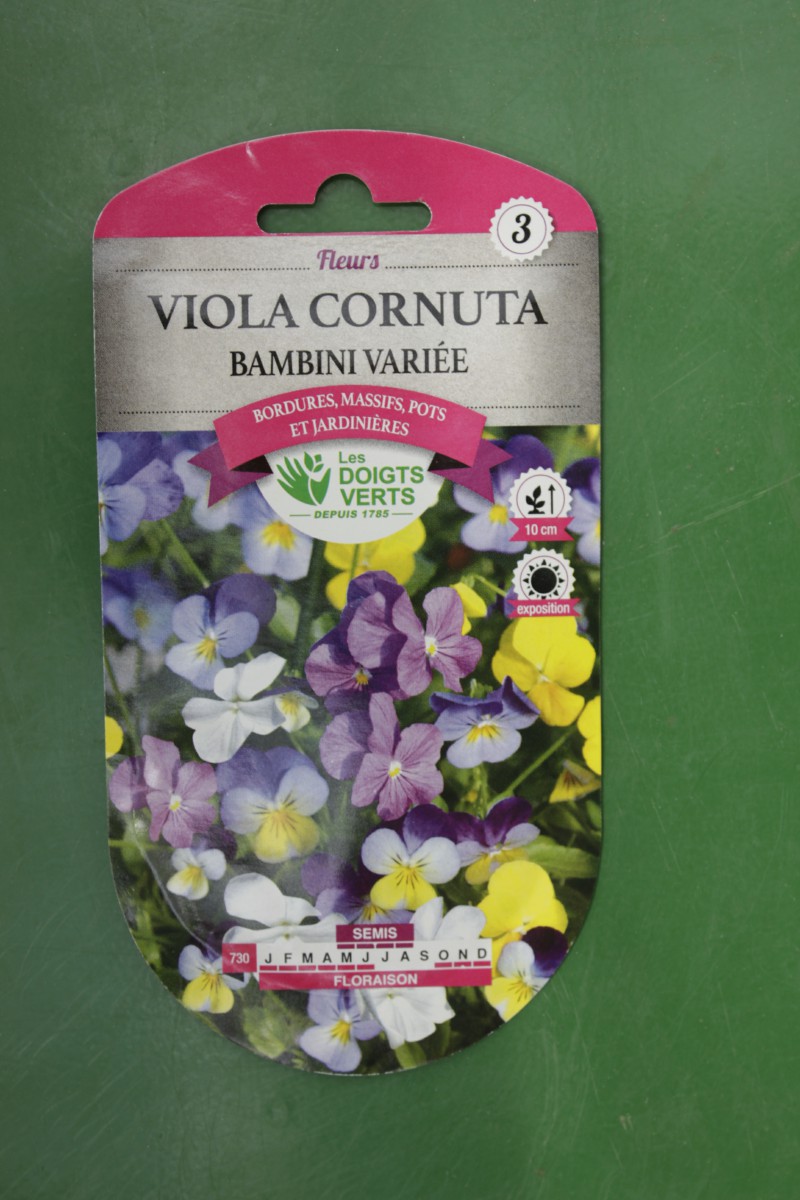 3
Fleurs
VIOLA CORNUTA
BAMBINI VARIÉE
BORDURES, MASSIFS, POTS
ET JARDINIÈRES
Les
DOIGTS
VERTS
DEPUIS 1785
10 cm
exposition
SEMIS
730 J F M A M J J A S O N D
FLORAISON